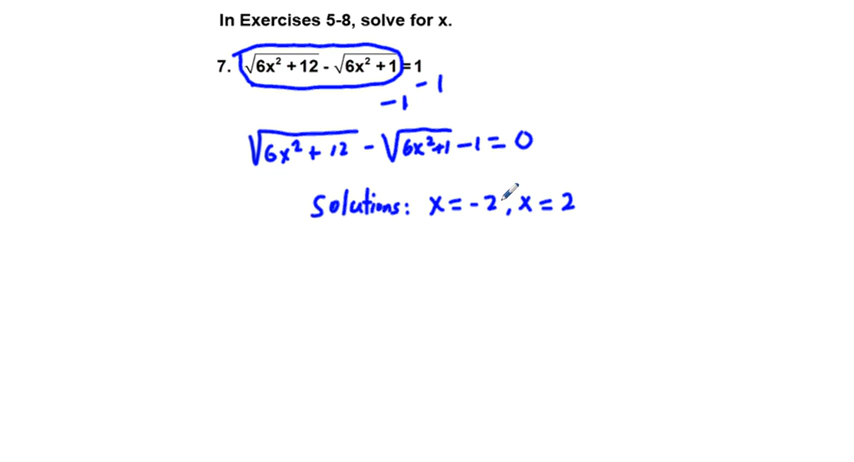 In Exercises 5-8, solve for x.
7. √6x² + 12 - √6x² + 1 = 1
- 1
- 1
√6x² + 12 - √6x²+1 - 1 = 0
Solutions: x = - 2, x = 2